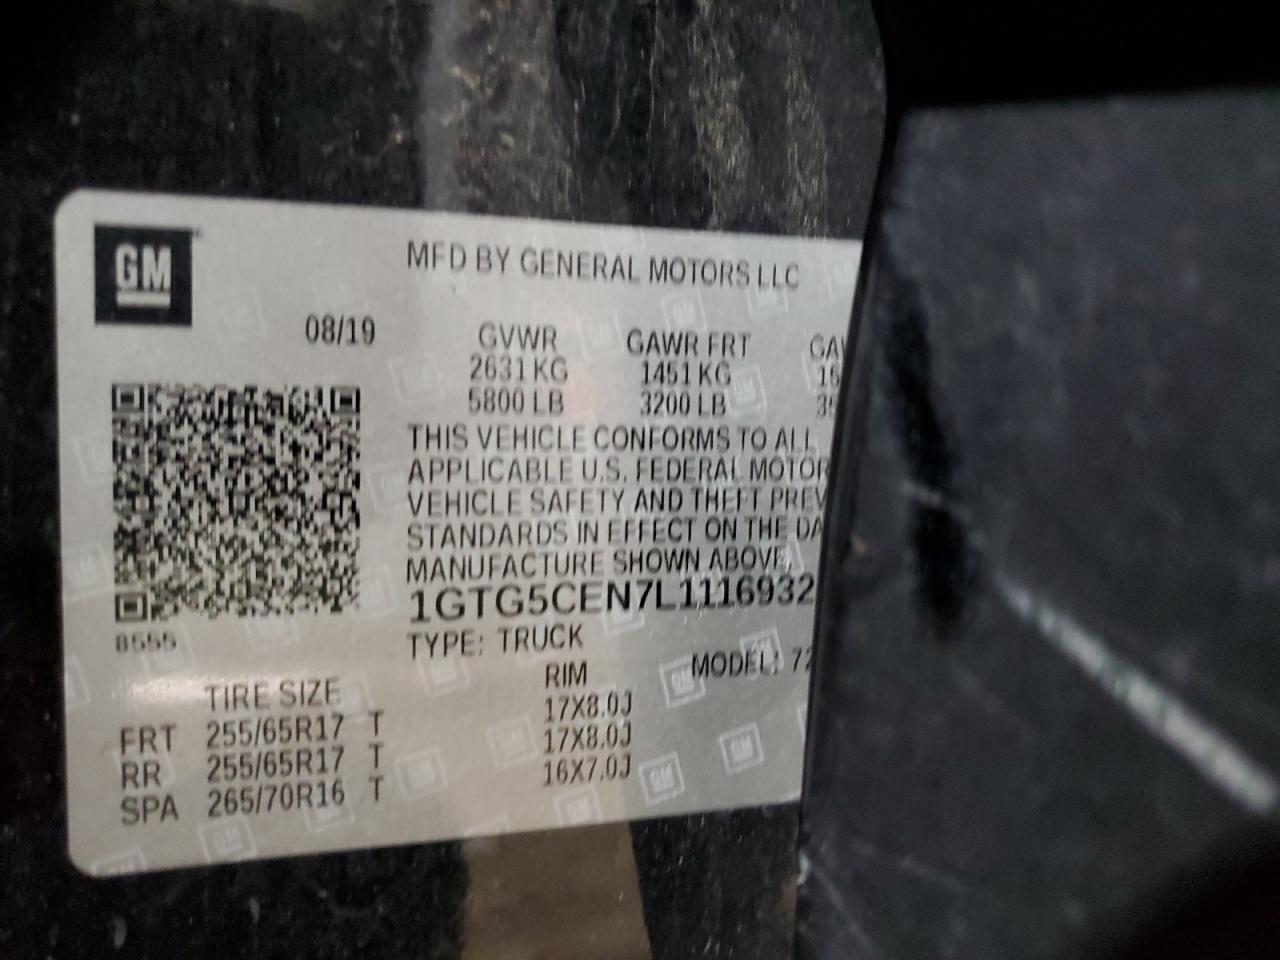 GM
MFD BY GENERAL MOTORS LLC
08/19
GVWR GAWR FRT GA
2631 KG 1451 KG
5800 LB 3200 LB
THIS VEHICLE CONFORMS TO ALL
APPLICABLE U.S. FEDERAL MOTOR
VEHICLE SAFETY AND THEFT PREV
STANDARDS IN EFFECT ON THE DA
MANUFACTURE SHOWN ABOVE.
1GTG5CEN7L1116932
8555
TYPE: TRUCK
MODEL: 72
TIRE SIZE RIM
FRT 255/65R17 T 17X8.0J
RR 255/65R17 T 17X8.0J
SPA 265/70R16 T 16X7.0J